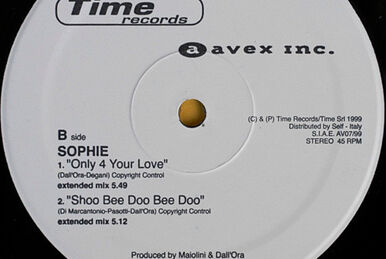 Time
records
a avex inc.
(C) & (P) Time Records/Time Srl 1999
Distributed by Self - Italy
S.I.A.E. AV07/99
STEREO 45 RPM
B side
SOPHIE
1. "Only 4 Your Love"
(Dall'Ora-Degani) Copyright Control
extended mix 5.49
2. "Shoo Bee Doo Bee Doo"
(Di Marcantonio-Pasotti-Dall'Ora) Copyright Control
extended mix 5.12
Produced by Maiolini & Dall'Ora